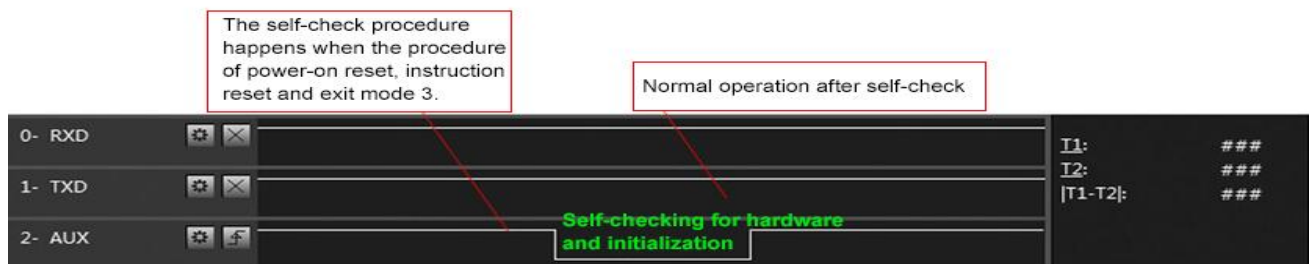 The self-check procedure
happens when the procedure
of power-on reset, instruction
reset and exit mode 3.
Normal operation after self-check
0- RXD
T1: ###
T2: ###
1- TXD
|T1-T2|: ###
Self-checking for hardware
and initialization
2- AUX